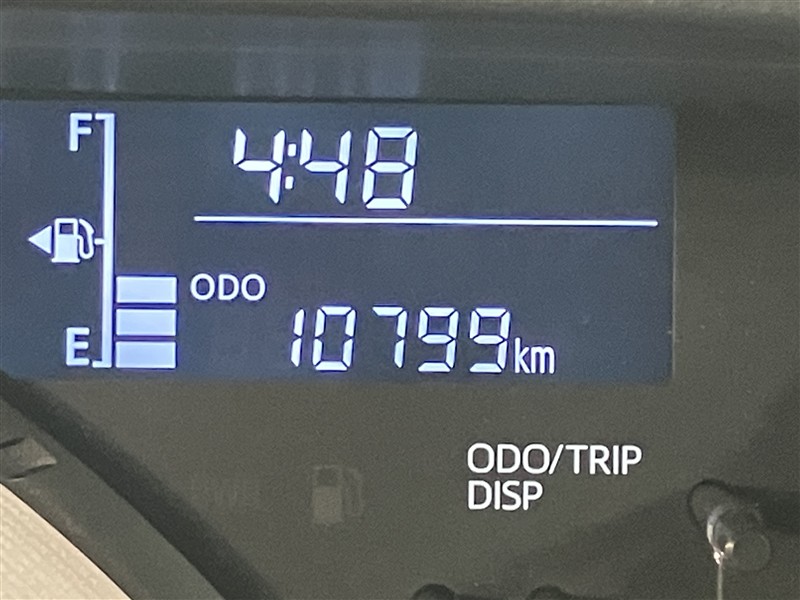 F
4:48
ODO
10799km
E
ODO/TRIP
DISP